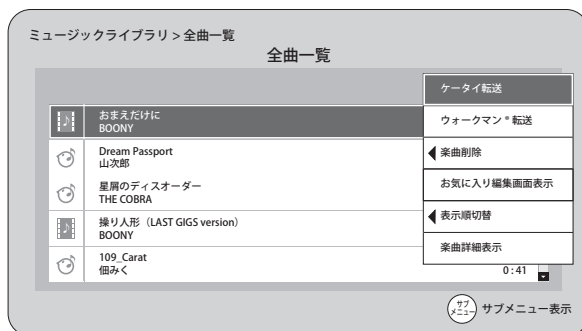 ミュージックライブラリ > 全曲一覧
全曲一覧
おまえだけに
BOONY
Dream Passport
山次郎
星屑のディスオーダー
THE COBRA
操り人形（LAST GIGS version）
BOONY
109_Carat
佃みく
0:41
ケータイ転送
ウォークマン®転送
楽曲削除
お気に入り編集画面表示
表示順切替
楽曲詳細表示
サブ
メニュー
サブメニュー表示